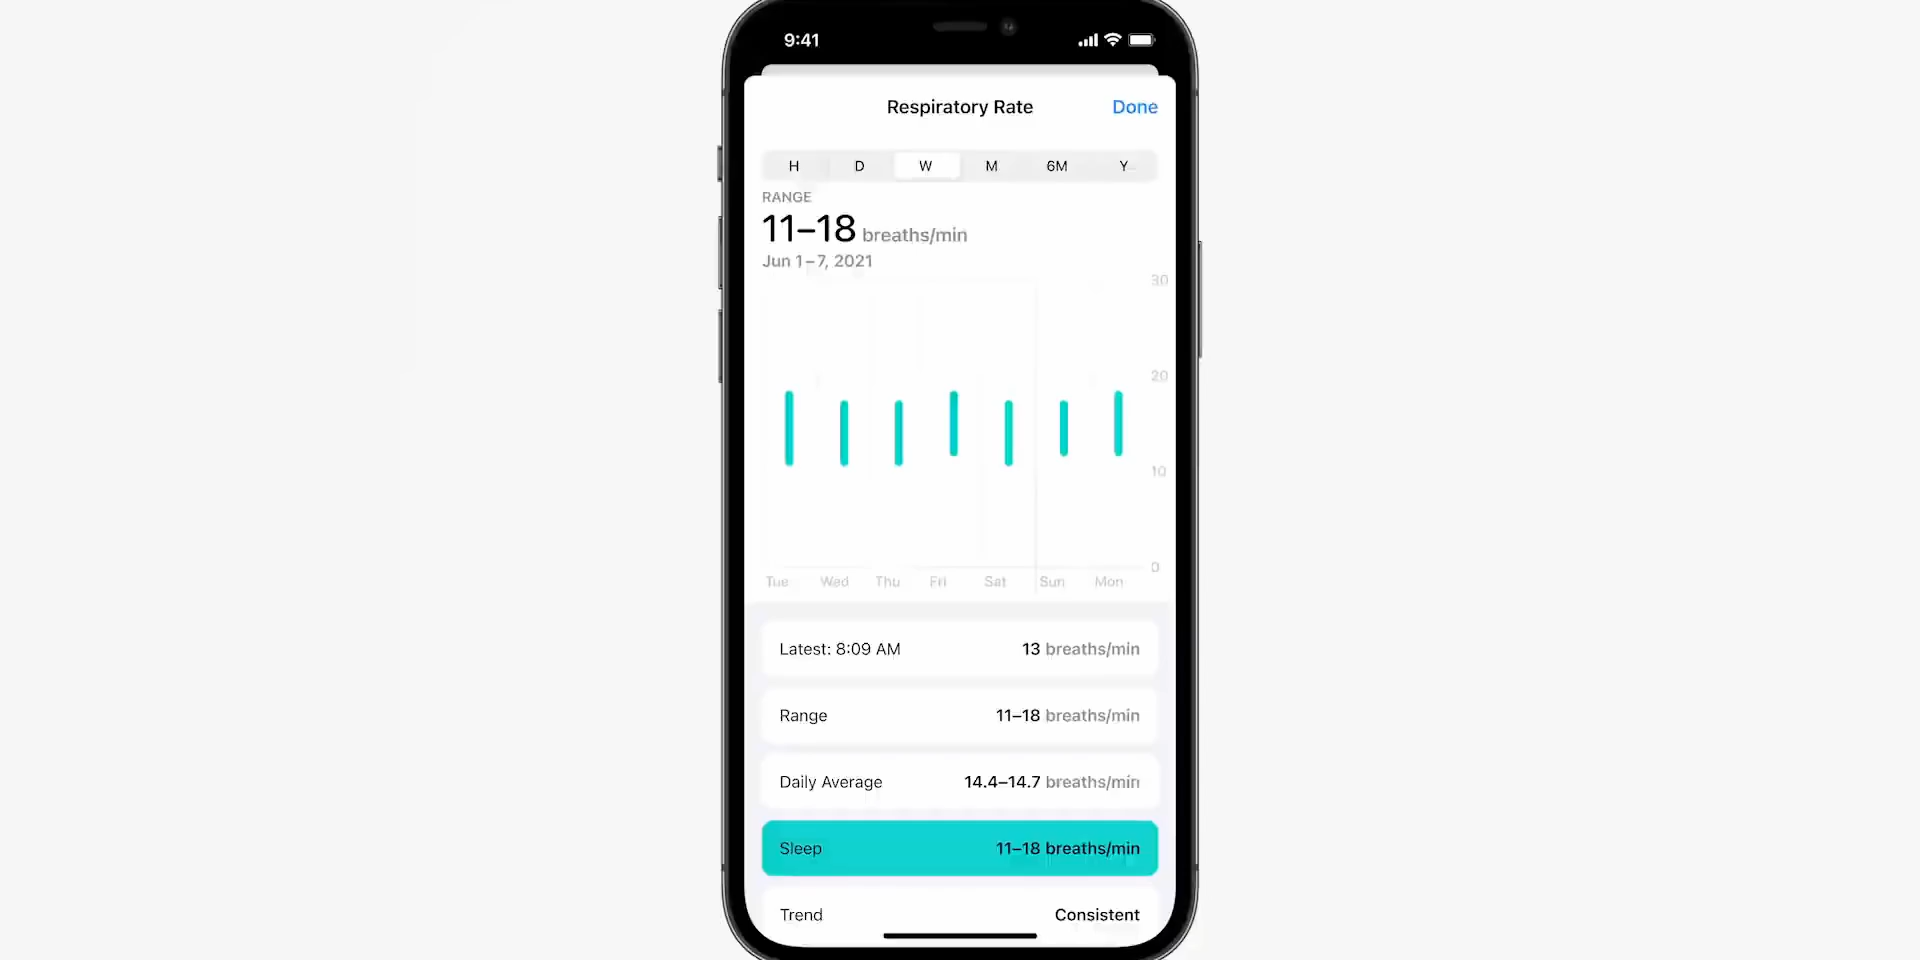 9:41
Respiratory Rate Done
H D W M 6M Y
RANGE
11–18 breaths/min
Jun 1–7, 2021
30
20
10
0
Tue Wed Thu Fri Sat Sun Mon
Latest: 8:09 AM 13 breaths/min
Range 11–18 breaths/min
Daily Average 14.4–14.7 breaths/min
Sleep 11–18 breaths/min
Trend Consistent